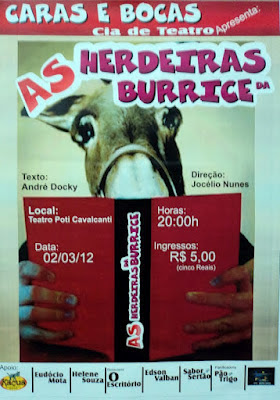 CARAS E BOCAS
Cia de Teatro
Apresenta:
AS HERDEIRAS
DA
BURRICE
Texto:
André Docky
Direção:
Jocélio Nunes
Local:
Teatro Poti Cavalcanti
Horas:
20:00h
Data:
02/03/12
Ingressos:
R$ 5,00
(cinco Reais)
AS HERDEIRAS DA BURRICE
Apoio:
Eudócio
Mota
Helene
Souza
O
Escritório
Edson
Valban
Sabor do
Sertão
Pão do
Trigo